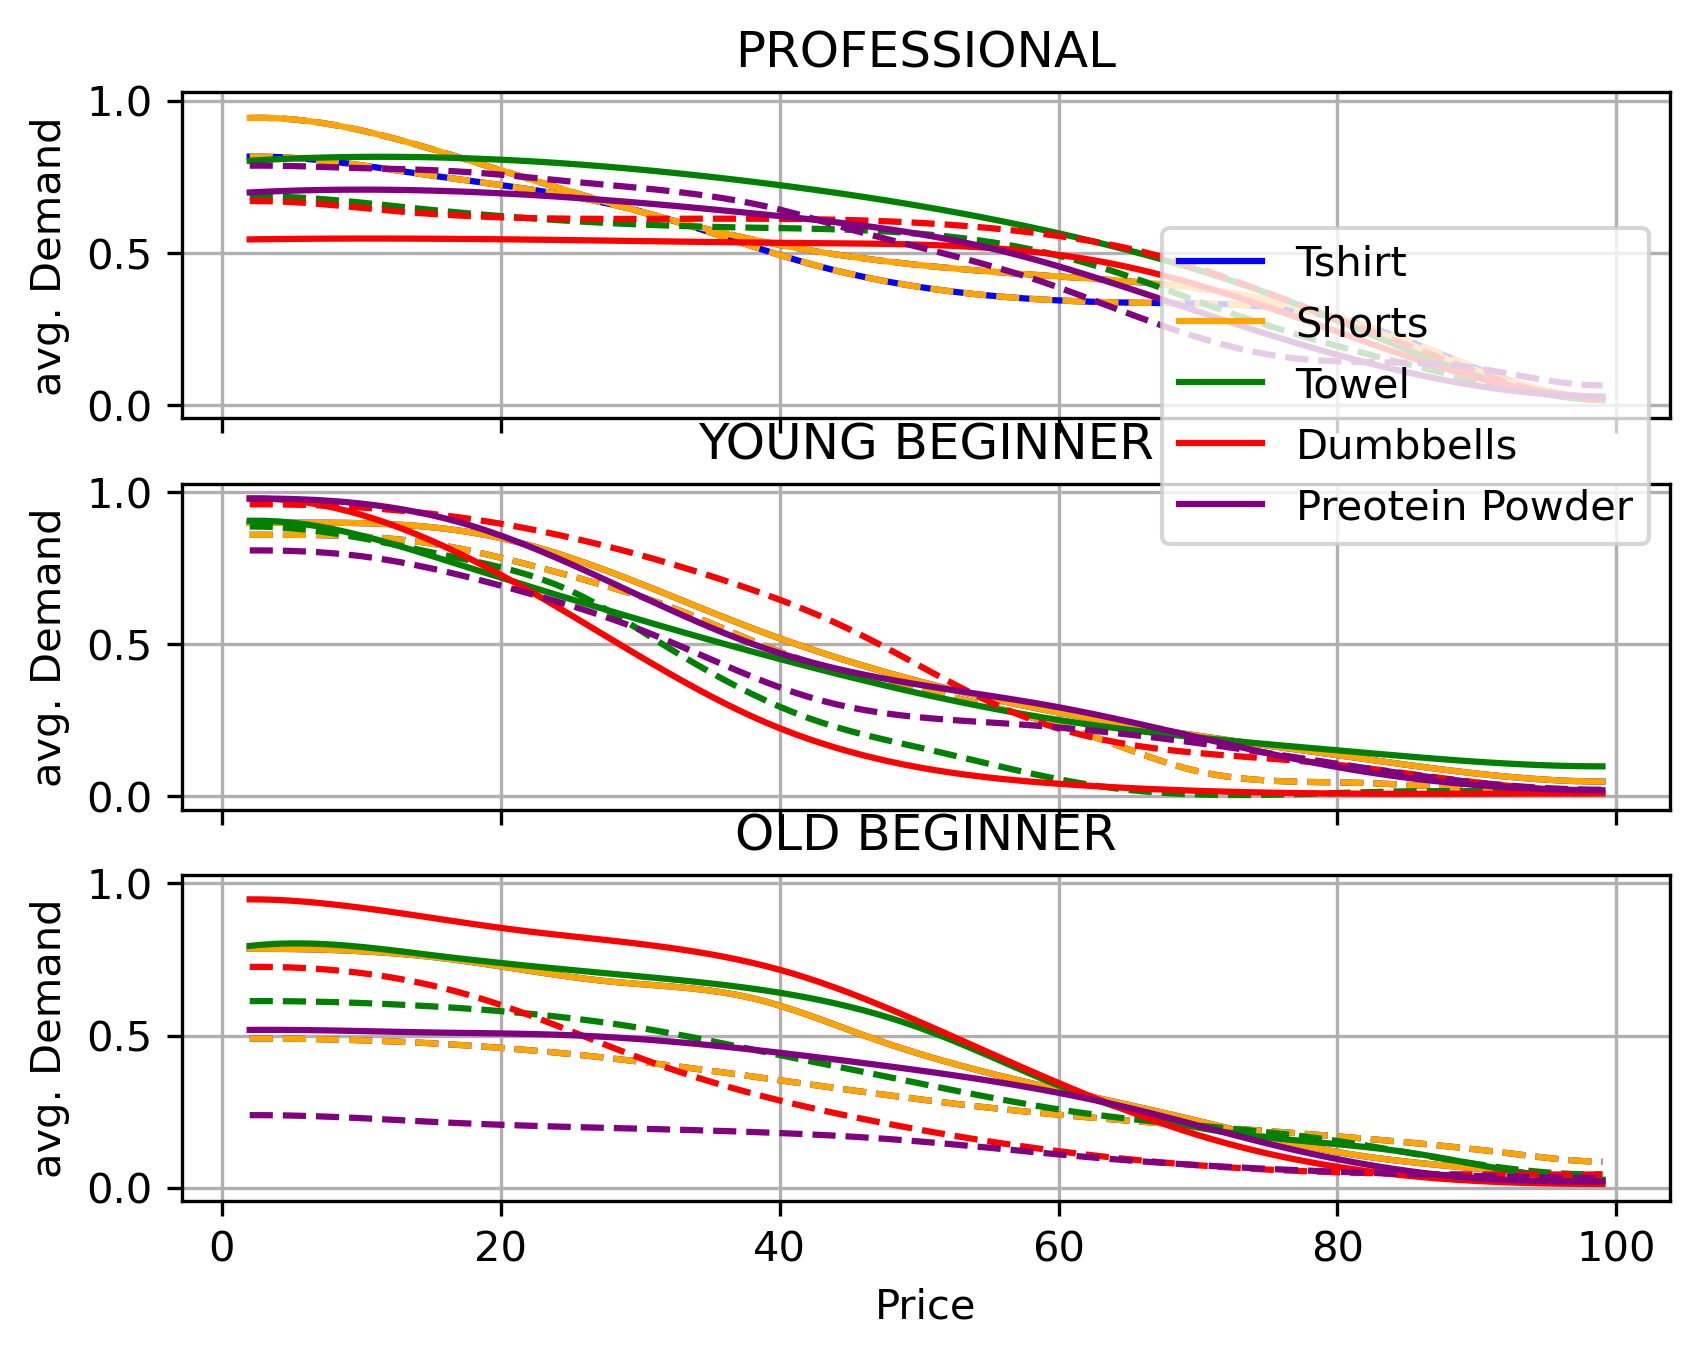 PROFESSIONAL
1.0
0.5
0.0
avg. Demand
Tshirt
Shorts
Towel
Dumbbells
Preotein Powder
YOUNG BEGINNER
1.0
0.5
0.0
avg. Demand
OLD BEGINNER
1.0
0.5
0.0
avg. Demand
0 20 40 60 80 100
Price